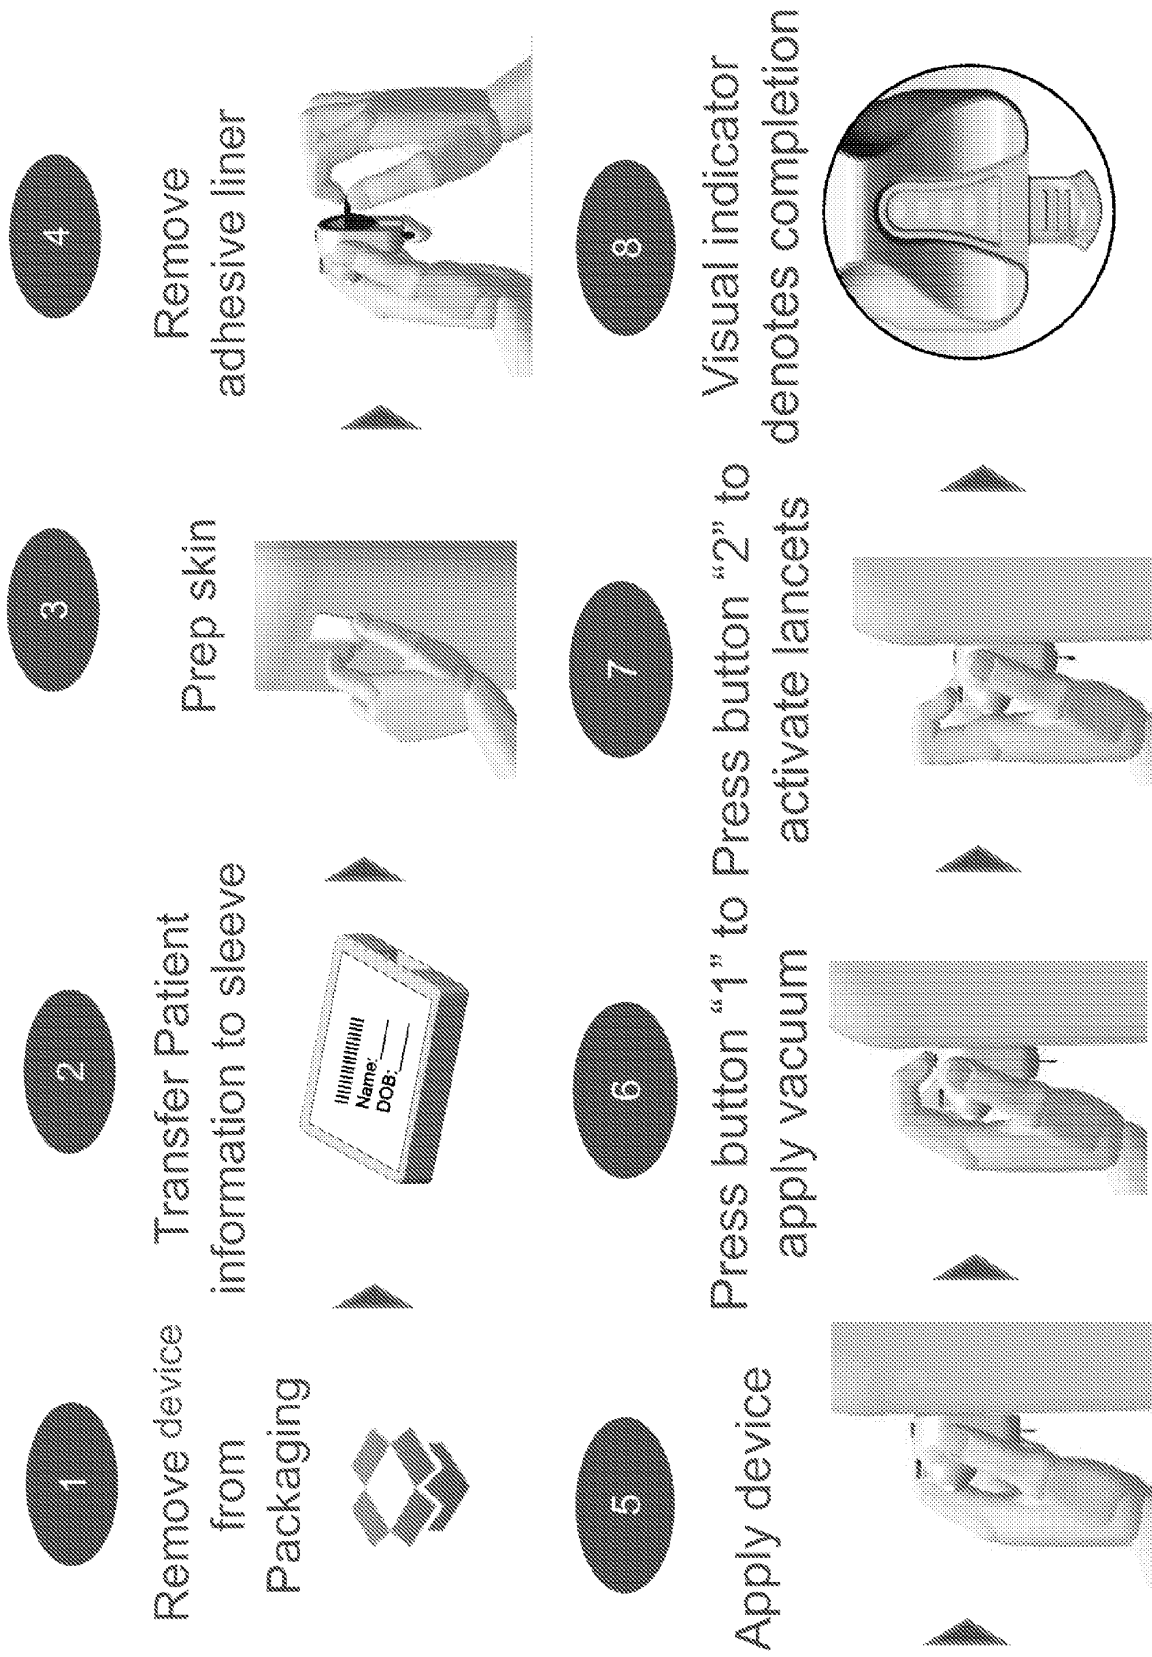 1
Remove device
from
Packaging
2
Transfer Patient
information to sleeve
Name:
DOB:
3
Prep skin
4
Remove
adhesive liner
5
Apply device
6
Press button “1” to
apply vacuum
7
Press button “2” to
activate lancets
8
Visual indicator
denotes completion